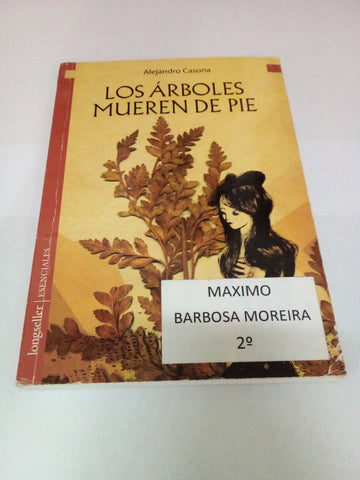 Alejandro Casona
LOS ÁRBOLES
MUEREN DE PIE
longseller | ESENCIALES
MAXIMO
BARBOSA MOREIRA
2º